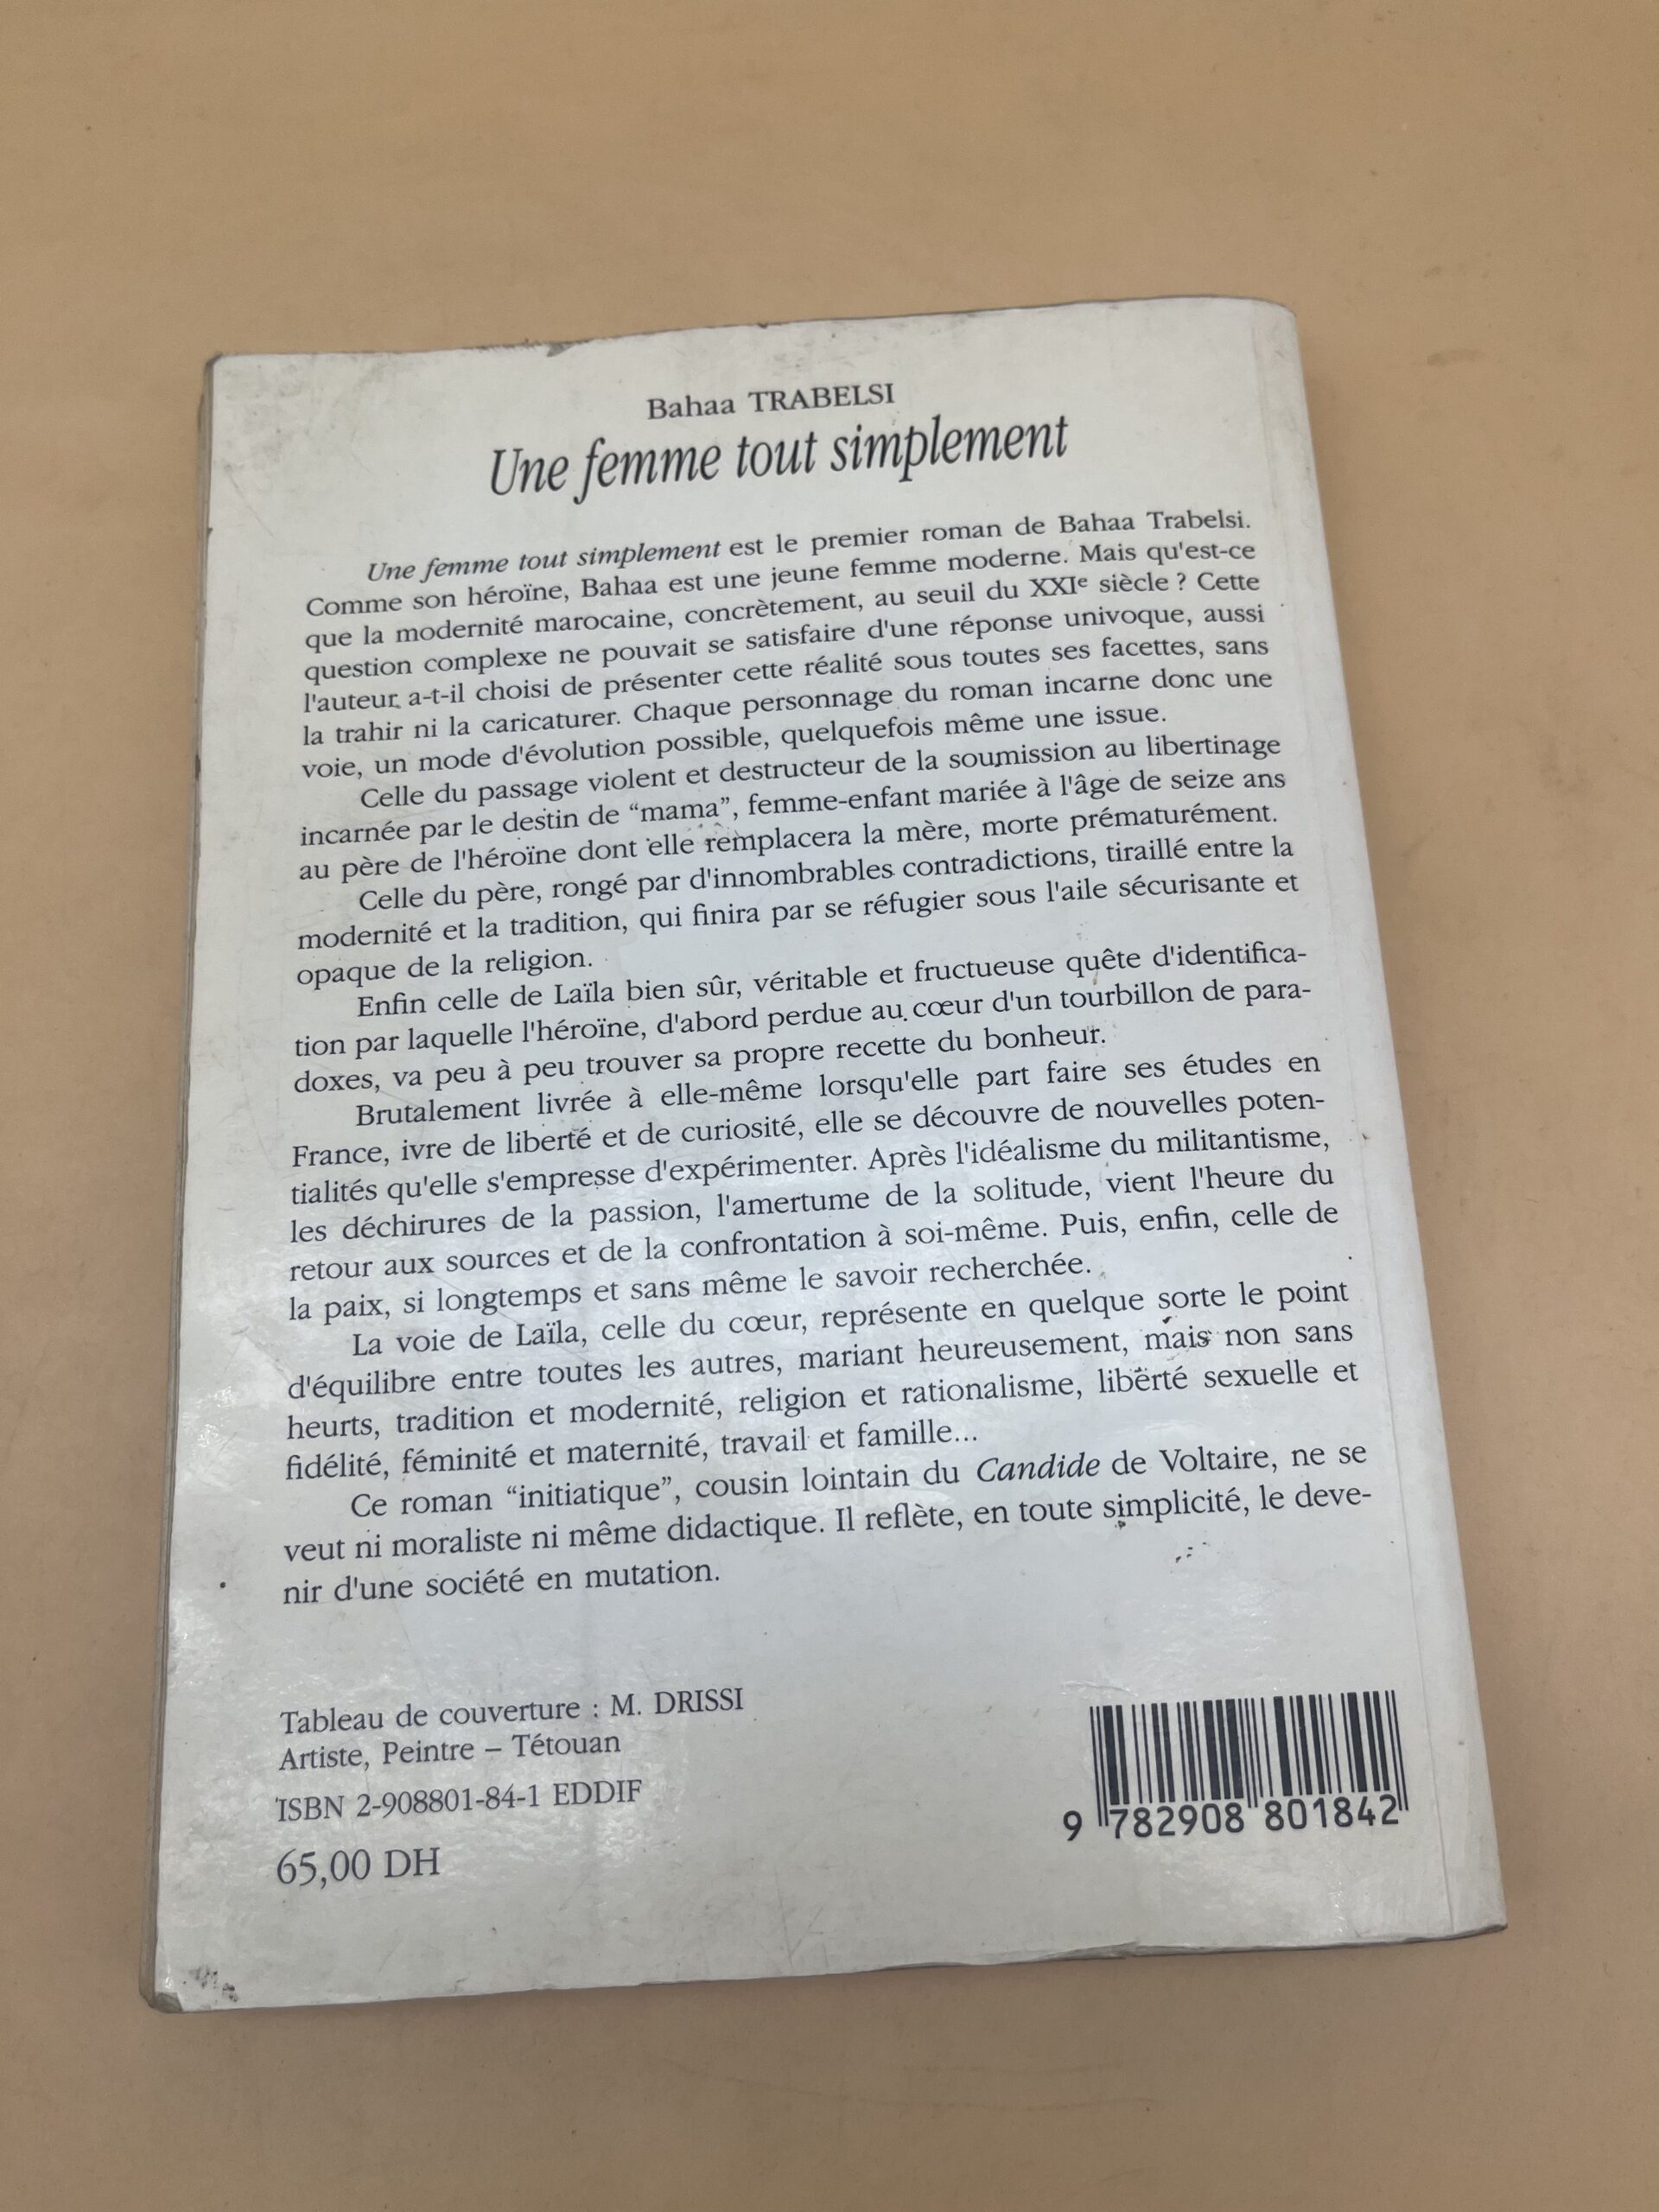 Bahaa TRABELSI
Une femme tout simplement
Une femme tout simplement est le premier roman de Bahaa Trabelsi.
Comme son héroïne, Bahaa est une jeune femme moderne. Mais qu'est-ce
que la modernité marocaine, concrètement, au seuil du XXIe siècle ? Cette
question complexe ne pouvait se satisfaire d'une réponse univoque, aussi
l'auteur a-t-il choisi de présenter cette réalité sous toutes ses facettes, sans
la trahir ni la caricaturer. Chaque personnage du roman incarne donc une
voie, un mode d'évolution possible, quelquefois même une issue.
Celle du passage violent et destructeur de la soumission au libertinage
incarnée par le destin de “mama”, femme-enfant mariée à l'âge de seize ans
au père de l'héroïne dont elle remplacera la mère, morte prématurément.
Celle du père, rongé par d'innombrables contradictions, tiraillé entre la
modernité et la tradition, qui finira par se réfugier sous l'aile sécurisante et
opaque de la religion.
Enfin celle de Laïla bien sûr, véritable et fructueuse quête d'identifica-
tion par laquelle l'héroïne, d'abord perdue au cœur d'un tourbillon de para-
doxes, va peu à peu trouver sa propre recette du bonheur.
Brutalement livrée à elle-même lorsqu'elle part faire ses études en
France, ivre de liberté et de curiosité, elle se découvre de nouvelles poten-
tialités qu'elle s'empresse d'expérimenter. Après l'idéalisme du militantisme,
les déchirures de la passion, l'amertume de la solitude, vient l'heure du
retour aux sources et de la confrontation à soi-même. Puis, enfin, celle de
la paix, si longtemps et sans même le savoir recherchée.
La voie de Laïla, celle du cœur, représente en quelque sorte le point
d'équilibre entre toutes les autres, mariant heureusement, mais non sans
heurts, tradition et modernité, religion et rationalisme, liberté sexuelle et
fidélité, féminité et maternité, travail et famille...
Ce roman “initiatique”, cousin lointain du Candide de Voltaire, ne se
veut ni moraliste ni même didactique. Il reflète, en toute simplicité, le deve-
nir d'une société en mutation.
Tableau de couverture : M. DRISSI
Artiste, Peintre – Tétouan
ISBN 2-908801-84-1 EDDIF
65,00 DH
9 782908 801842